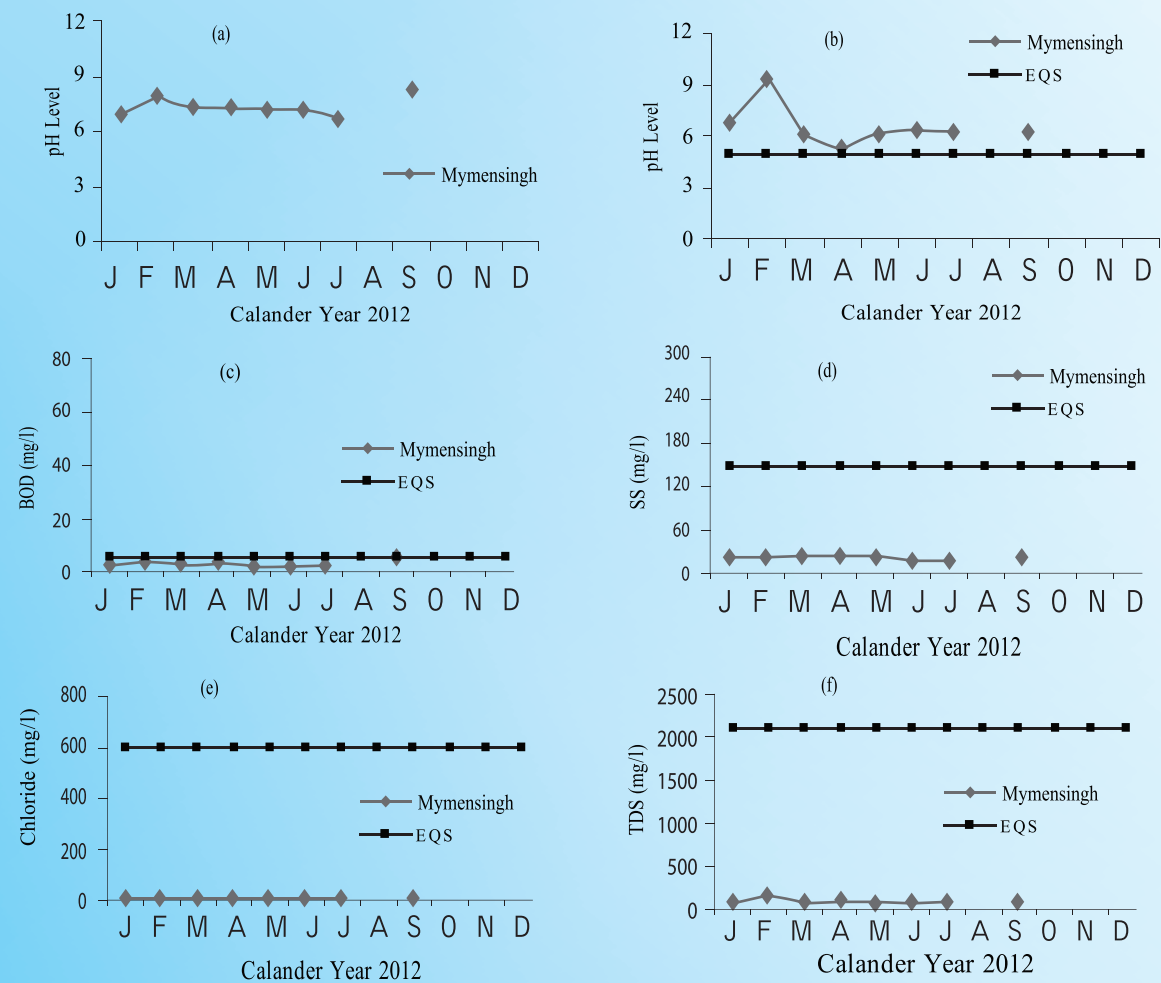 (a)
12
9
6
3
0
pH Level
Mymensingh
J F M A M J J A S O N D
Calander Year 2012
(b)
12
9
6
3
0
pH Level
Mymensingh
EQS
J F M A M J J A S O N D
Calander Year 2012
(c)
80
60
40
20
0
BOD (mg/l)
Mymensingh
EQS
J F M A M J J A S O N D
Calander Year 2012
(d)
300
240
180
120
60
0
SS (mg/l)
Mymensingh
EQS
J F M A M J J A S O N D
Calander Year 2012
(e)
800
600
400
200
0
Chloride (mg/l)
Mymensingh
EQS
J F M A M J J A S O N D
Calander Year 2012
(f)
2500
2000
1500
1000
500
0
TDS (mg/l)
Mymensingh
EQS
J F M A M J J A S O N D
Calander Year 2012